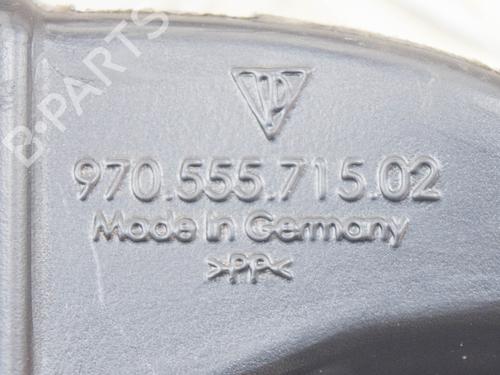 B-PARTS
970.555.715.02
Made in Germany
>PP<